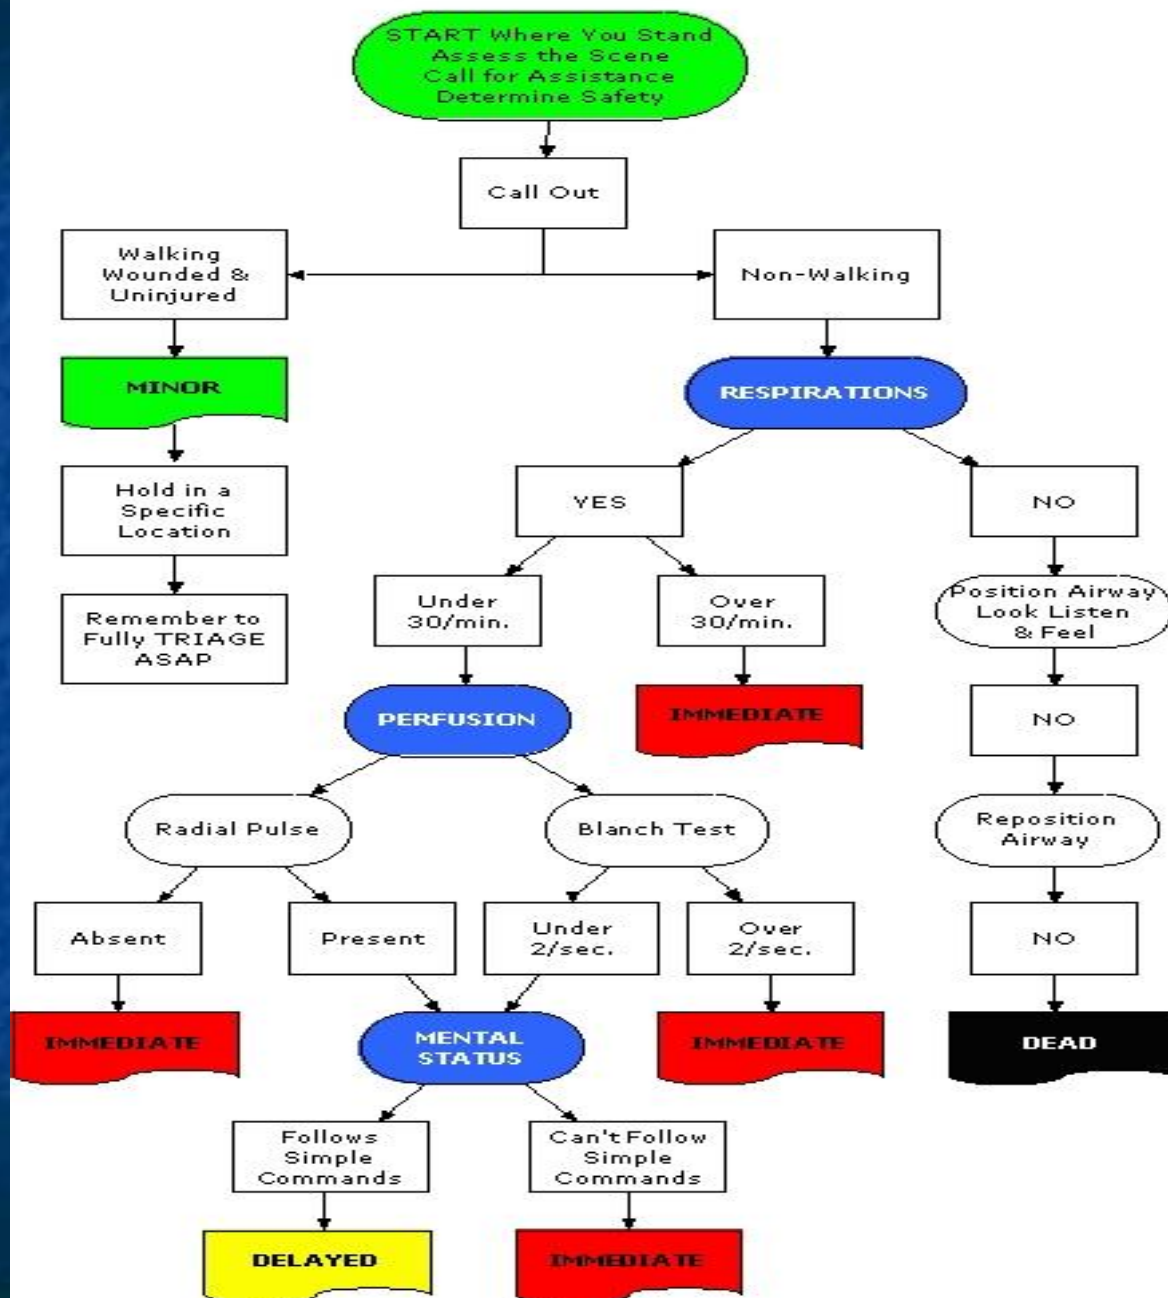 START Where You Stand
Assess the Scene
Call for Assistance
Determine Safety
Call Out
Walking
Wounded &
Uninjured
Non-Walking
MINOR
RESPIRATIONS
Hold in a
Specific
Location
YES
NO
Remember to
Fully TRIAGE
ASAP
Under
30/min.
Over
30/min.
Position Airway
Look Listen
& Feel
PERFUSION
IMMEDIATE
NO
Radial Pulse
Blanch Test
Reposition
Airway
Absent
Present
Under
2/sec.
Over
2/sec.
NO
IMMEDIATE
MENTAL
STATUS
IMMEDIATE
DEAD
Follows
Simple
Commands
Can't Follow
Simple
Commands
DELAYED
IMMEDIATE